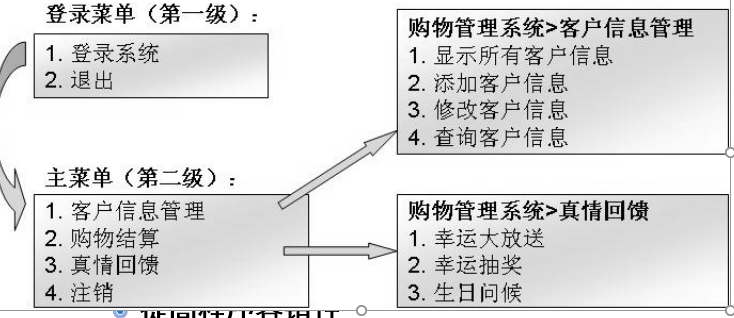 登录菜单（第一级）：
1. 登录系统
2. 退出
主菜单（第二级）：
1. 客户信息管理
2. 购物结算
3. 真情回馈
4. 注销
购物管理系统>客户信息管理
1. 显示所有客户信息
2. 添加客户信息
3. 修改客户信息
4. 查询客户信息
购物管理系统>真情回馈
1. 幸运大放送
2. 幸运抽奖
3. 生日问候